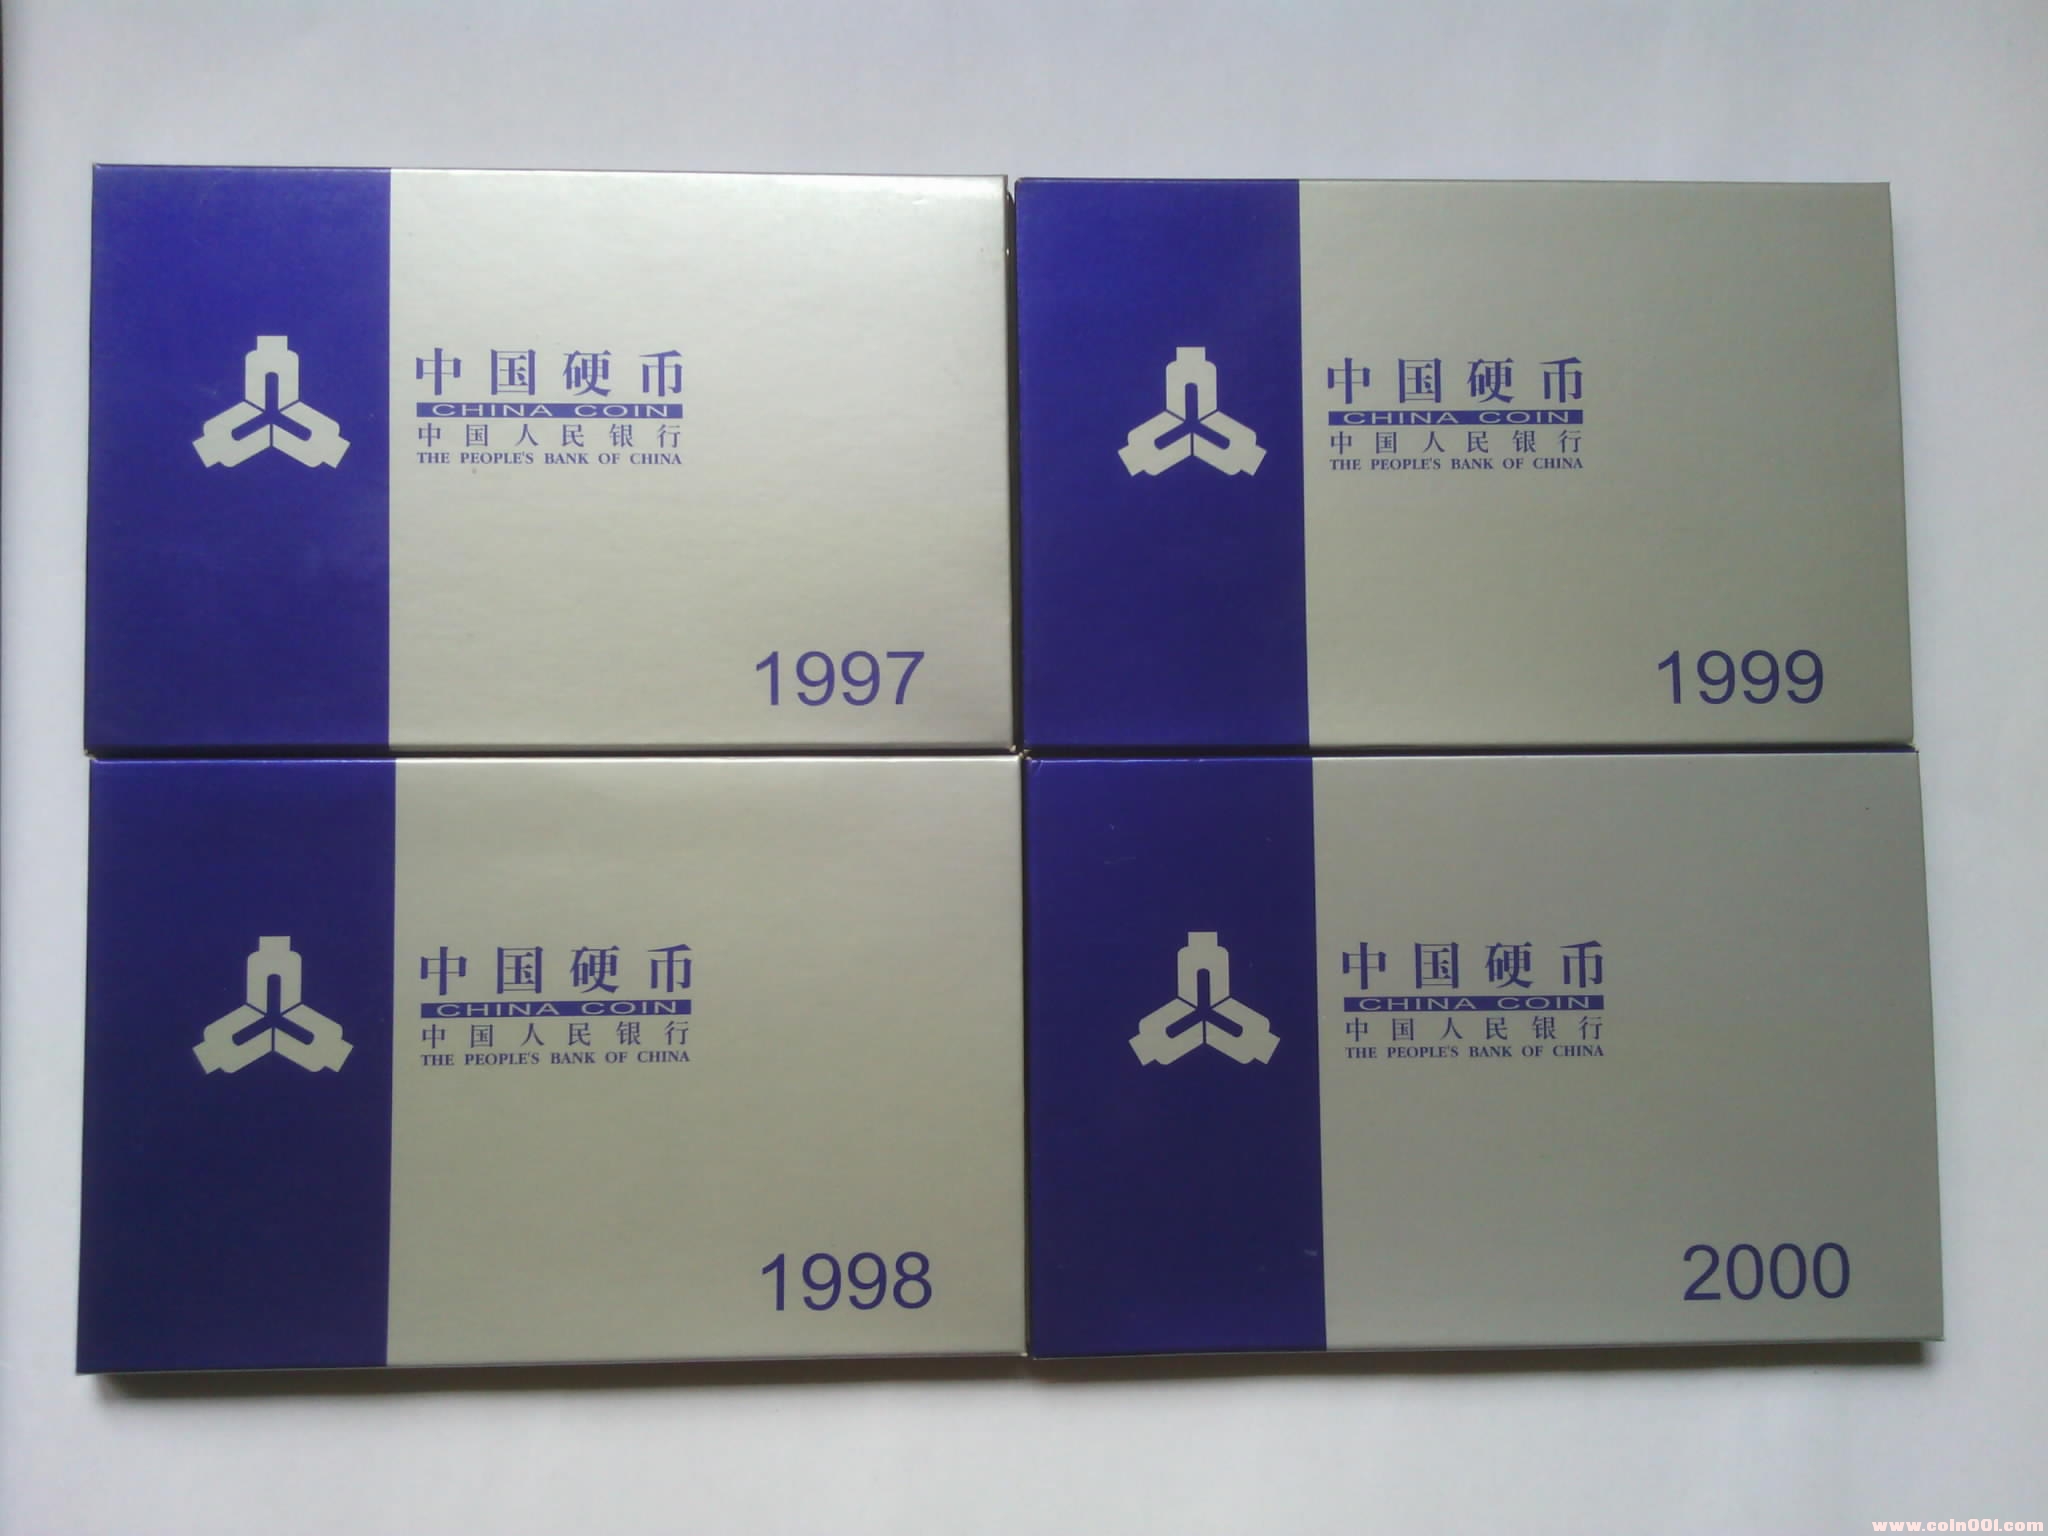 中国硬币
CHINA COIN
中国人民银行
THE PEOPLE'S BANK OF CHINA
1997
中国硬币
CHINA COIN
中国人民银行
THE PEOPLE'S BANK OF CHINA
1999
中国硬币
CHINA COIN
中国人民银行
THE PEOPLE'S BANK OF CHINA
1998
中国硬币
CHINA COIN
中国人民银行
THE PEOPLE'S BANK OF CHINA
2000
www.coin001.com